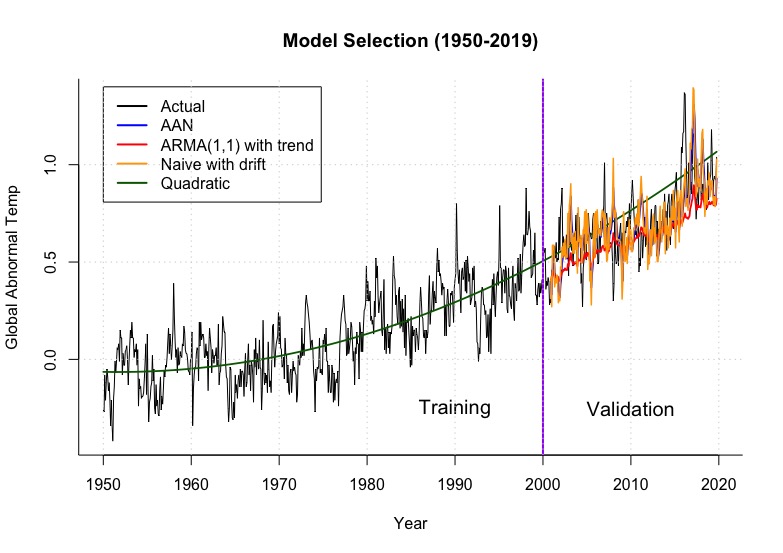 Model Selection (1950-2019)
Actual
AAN
ARMA(1,1) with trend
Naive with drift
Quadratic
Global Abnormal Temp
1.0
0.5
0.0
Training
Validation
1950
1960
1970
1980
1990
2000
2010
2020
Year